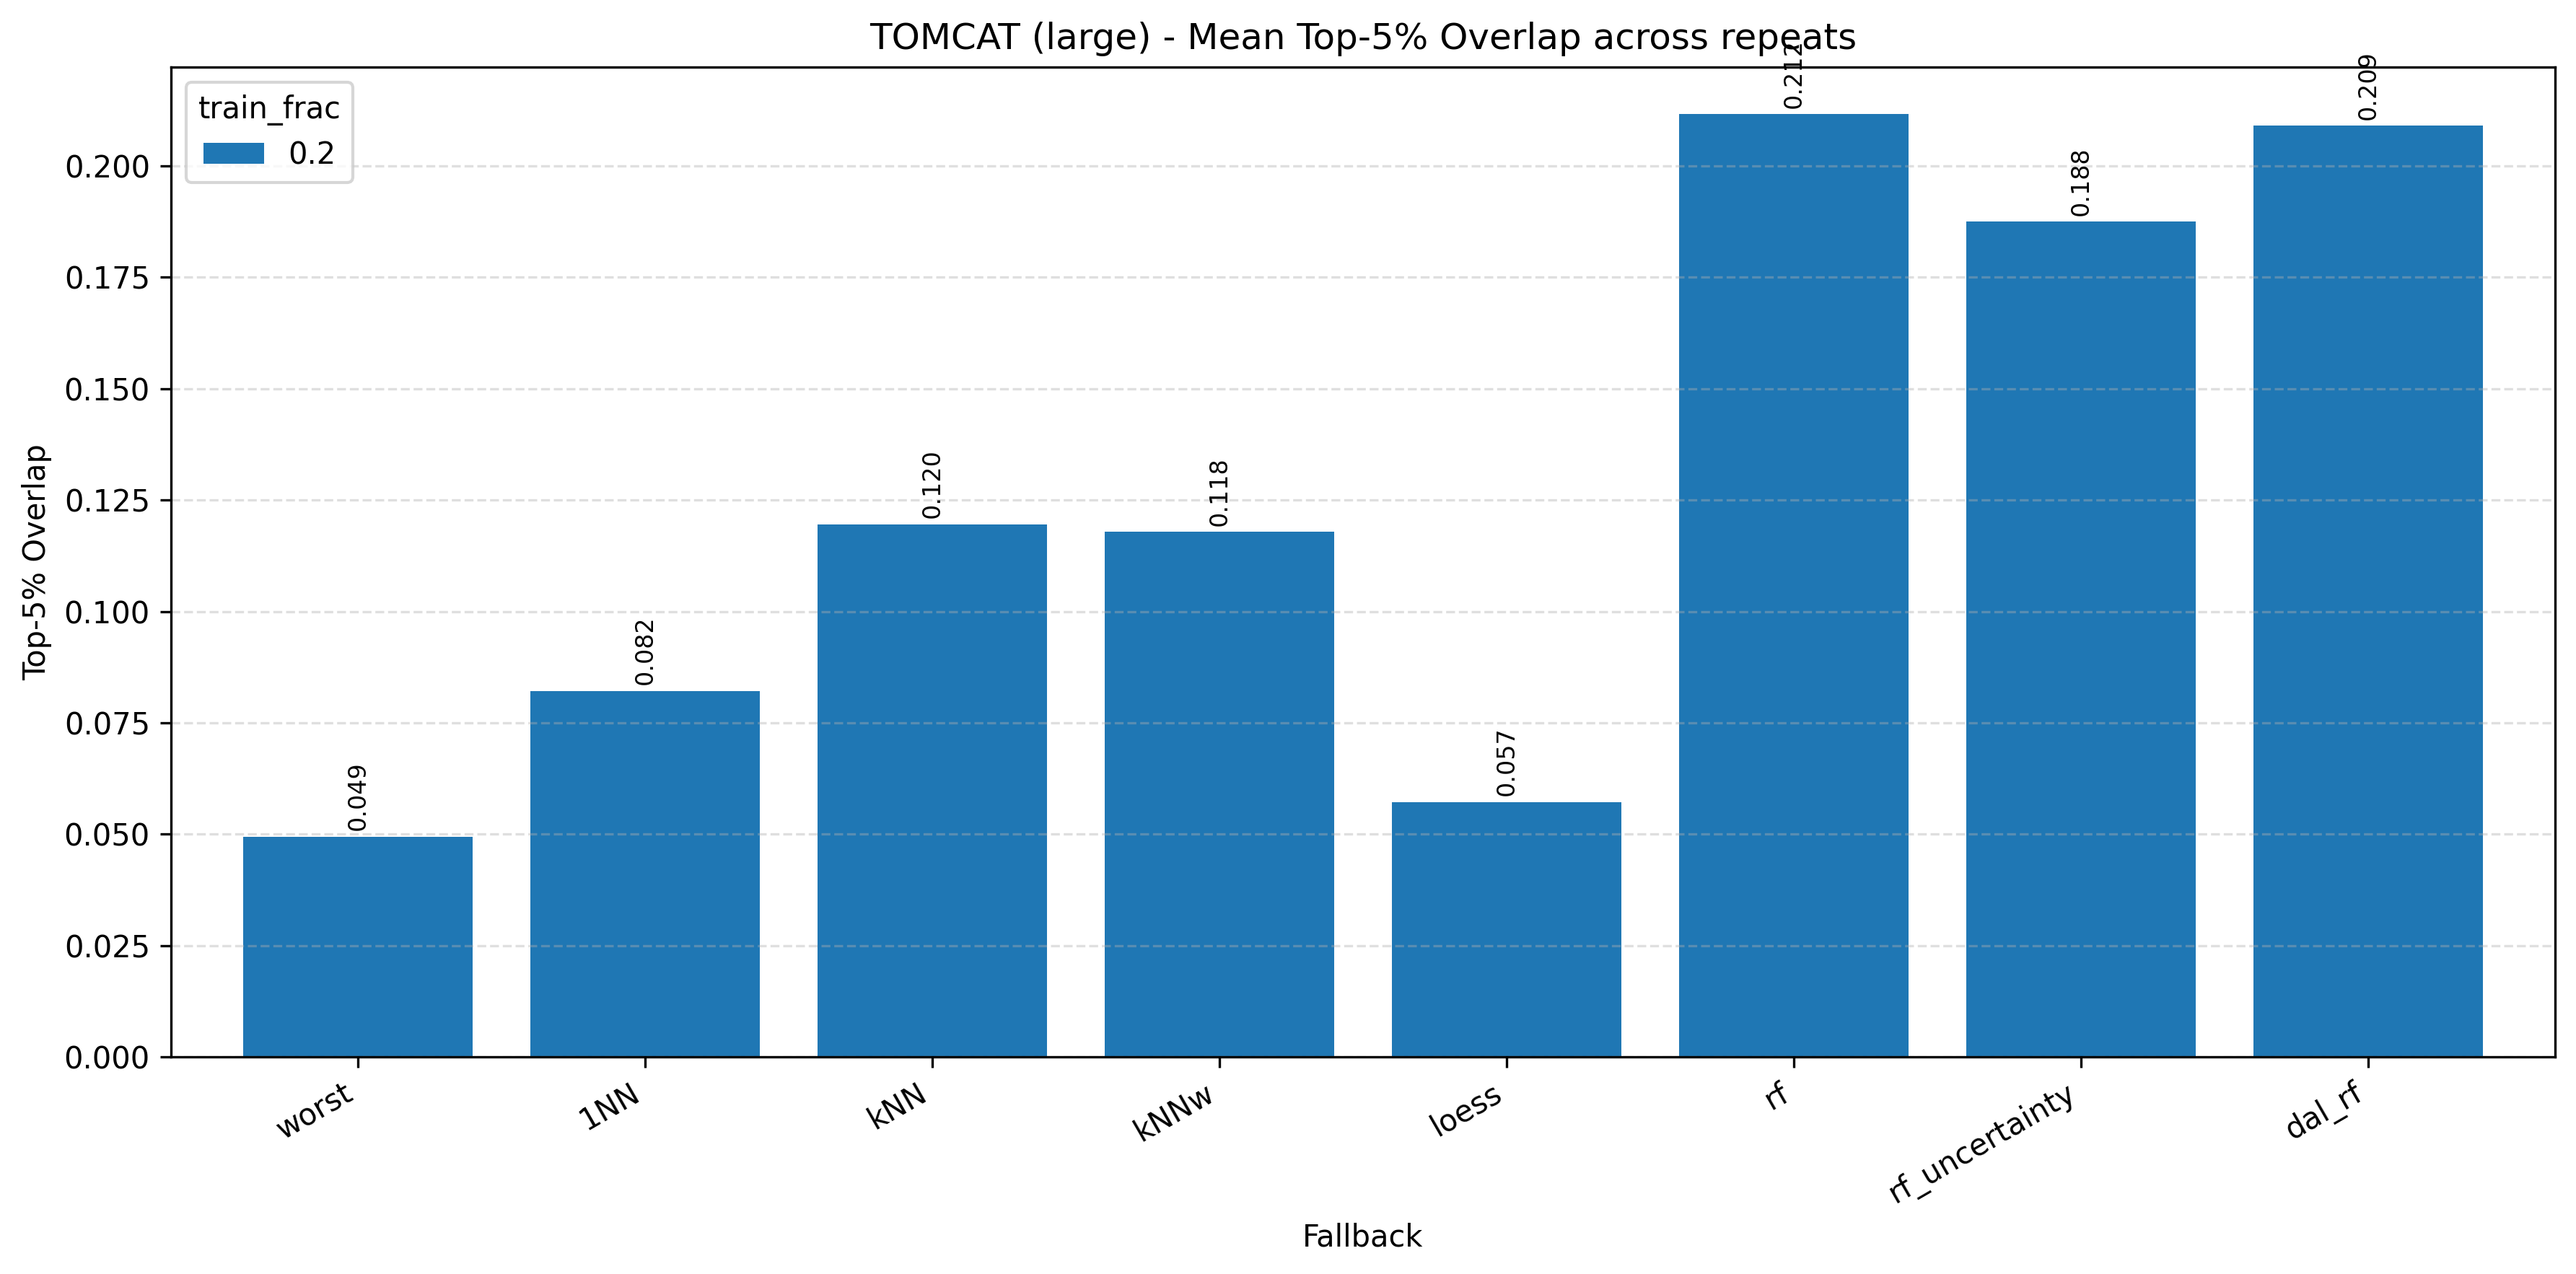 TOMCAT (large) - Mean Top-5% Overlap across repeats
train_frac
0.2
Top-5% Overlap
0.200
0.175
0.150
0.125
0.100
0.075
0.050
0.025
0.000
0.049
0.082
0.120
0.118
0.057
0.212
0.188
0.209
worst
1NN
kNN
kNNw
loess
rf
rf_uncertainty
dal_rf
Fallback